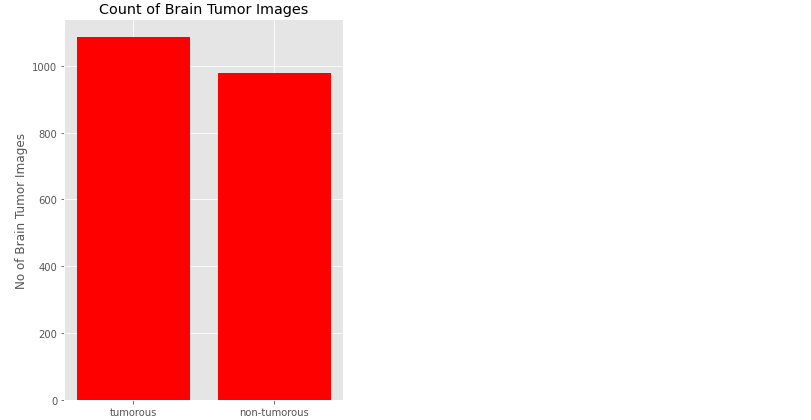 Count of Brain Tumor Images
No of Brain Tumor Images
1000
800
600
400
200
0
tumorous
non-tumorous